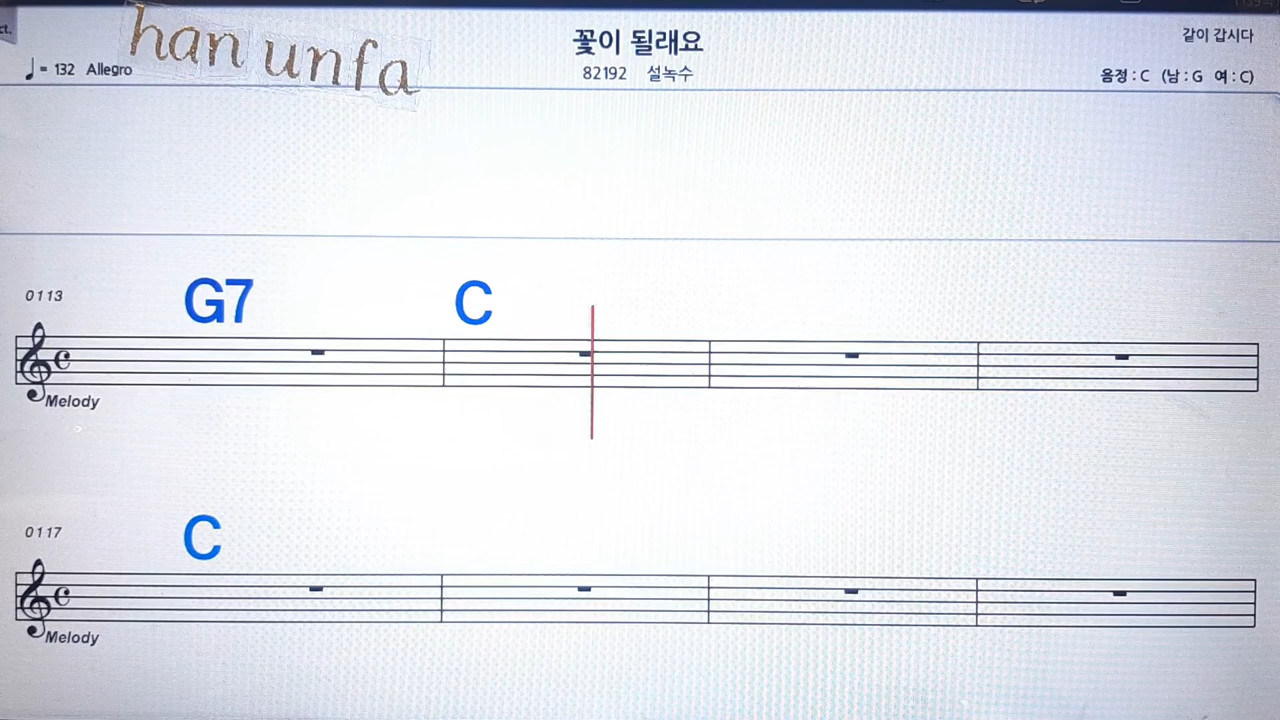 ct.
han unfa
꽃이 될래요
같이 갑시다
♩= 132 Allegro
82192 설녹수
음정 : C (남 : G 여 : C)
0113
G7 C
Melody
0117
C
Melody